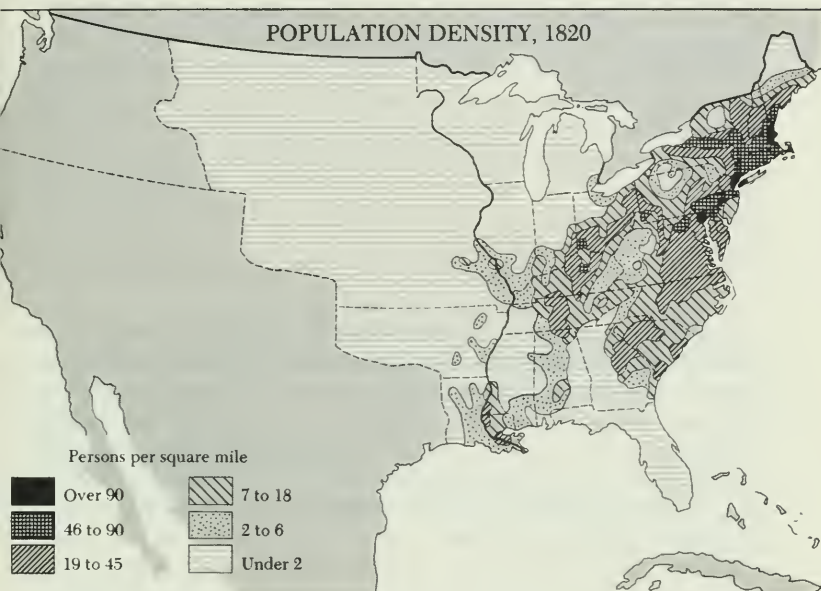 POPULATION DENSITY, 1820
Persons per square mile
Over 90
46 to 90
19 to 45
7 to 18
2 to 6
Under 2